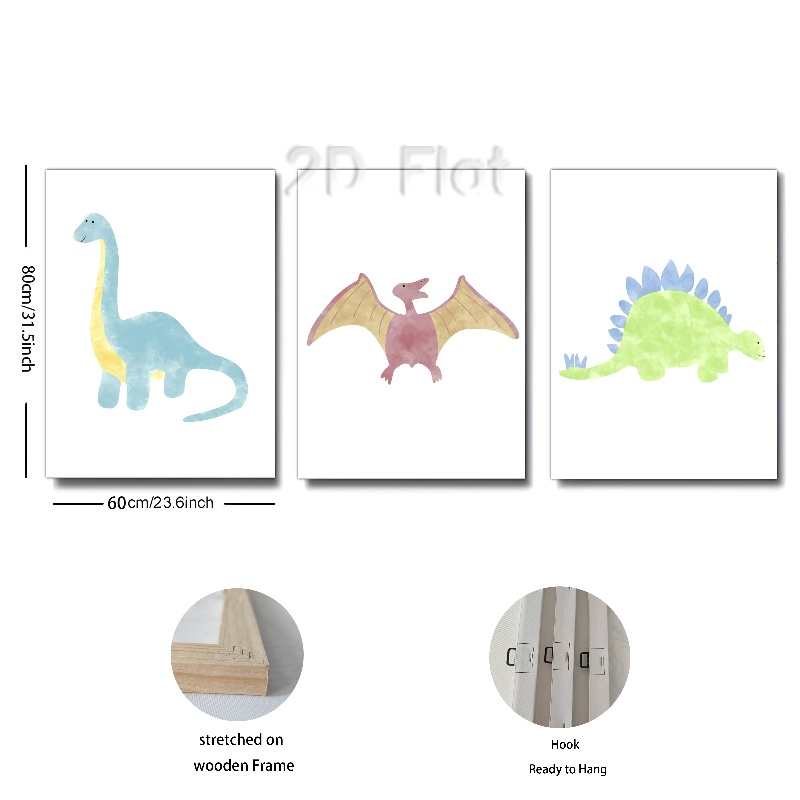 2D Flat
80cm/31.5inch
60cm/23.6inch
stretched on
wooden Frame
Hook
Ready to Hang